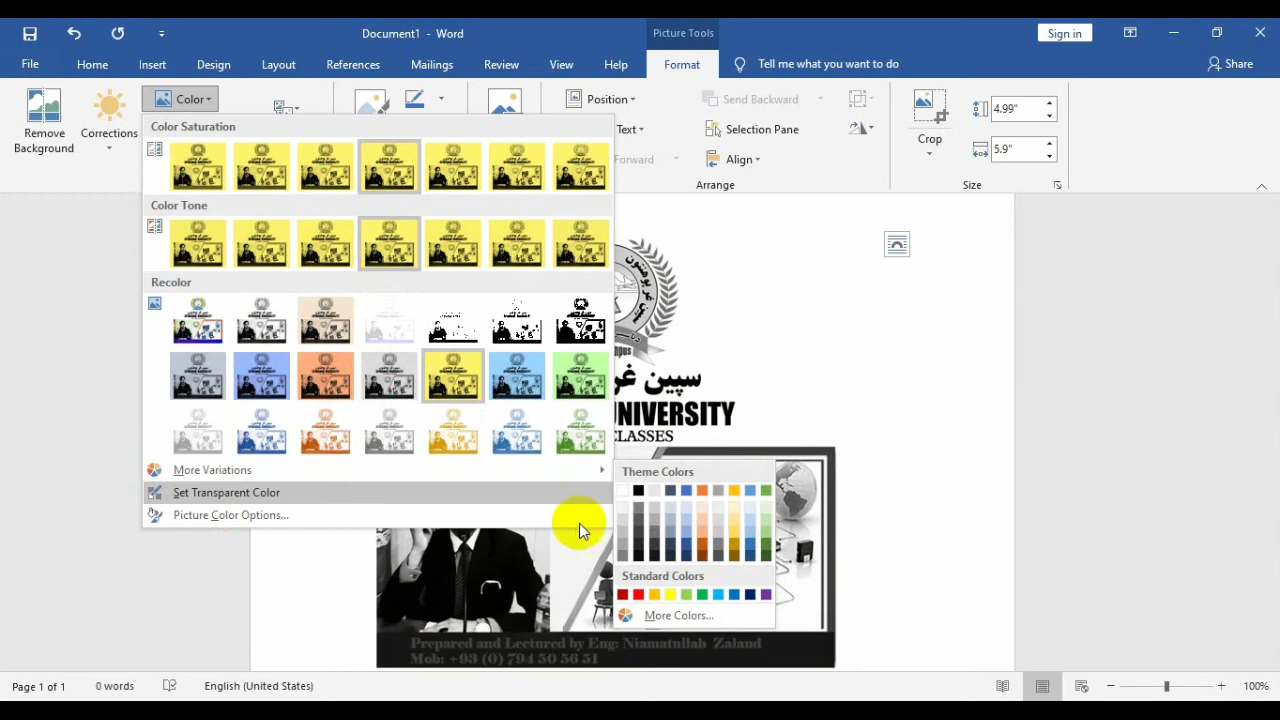 Document1 - Word
Picture Tools
Sign in
File
Home
Insert
Design
Layout
References
Mailings
Review
View
Help
Format
Tell me what you want to do
Share
Remove Background
Corrections
Color
Position
Text
Forward
Send Backward
Selection Pane
Align
Arrange
Crop
4.99"
5.9"
Size
Color Saturation
Color Tone
Recolor
More Variations
Set Transparent Color
Picture Color Options...
Theme Colors
Standard Colors
More Colors...
سپين غر
UNIVERSITY
CLASSES
Prepared and Lectured by Eng: Niamatullah Zaland
Mob: +93 (0) 794 50 56 51
Page 1 of 1
0 words
English (United States)
100%